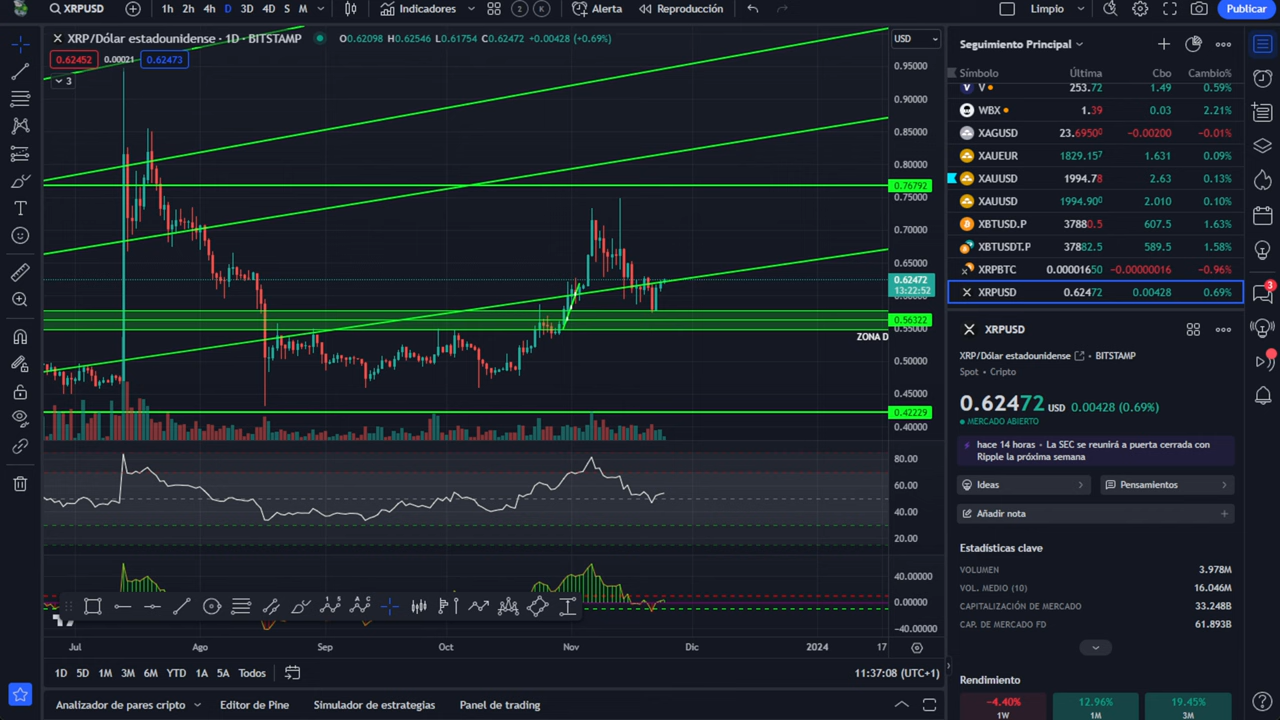 XRPUSD 1h 2h 4h D 3D 4D S M Indicadores 2 K Alerta Reproducción Limpio Publicar
XRP/Dólar estadounidense · 1D · BITSTAMP O0.62098 H0.62546 L0.61754 C0.62472 +0.00428 (+0.69%)
0.62452 0.00021 0.62473
3
USD
0.95000
0.90000
0.85000
0.80000
0.76792
0.75000
0.70000
0.65000
0.62472
13:22:52
0.56322
ZONA D
0.50000
0.45000
0.42229
0.40000
80.00
60.00
40.00
20.00
40.00000
0.00000
-40.00000
Jul Ago Sep Oct Nov Dic 2024 17
1D 5D 1M 3M 6M YTD 1A 5A Todos 11:37:08 (UTC+1)
Analizador de pares cripto Editor de Pine Simulador de estrategias Panel de trading
Seguimiento Principal
Símbolo Última Cbo Cambio%
V 253.72 1.49 0.59%
WBX 1.39 0.03 2.21%
XAGUSD 23.6950 -0.00200 -0.01%
XAUEUR 1829.157 1.631 0.09%
XAUUSD 1994.78 2.63 0.13%
XAUUSD 1994.900 2.010 0.10%
XBTUSD.P 37880.5 607.5 1.63%
XBTUSDT.P 37882.5 589.5 1.58%
XRPBTC 0.00001650 -0.00000016 -0.96%
XRPUSD 0.62472 0.00428 0.69%
XRPUSD
XRP/Dólar estadounidense • BITSTAMP
Spot • Cripto
0.62472 USD 0.00428 (0.69%)
MERCADO ABIERTO
hace 14 horas • La SEC se reunirá a puerta cerrada con
Ripple la próxima semana
Ideas Pensamientos
Añadir nota
Estadísticas clave
VOLUMEN 3.978M
VOL. MEDIO (10) 16.046M
CAPITALIZACIÓN DE MERCADO 33.248B
CAP. DE MERCADO FD 61.893B
Rendimiento
-4.40% 12.96% 19.45%
1W 1M 3M
3